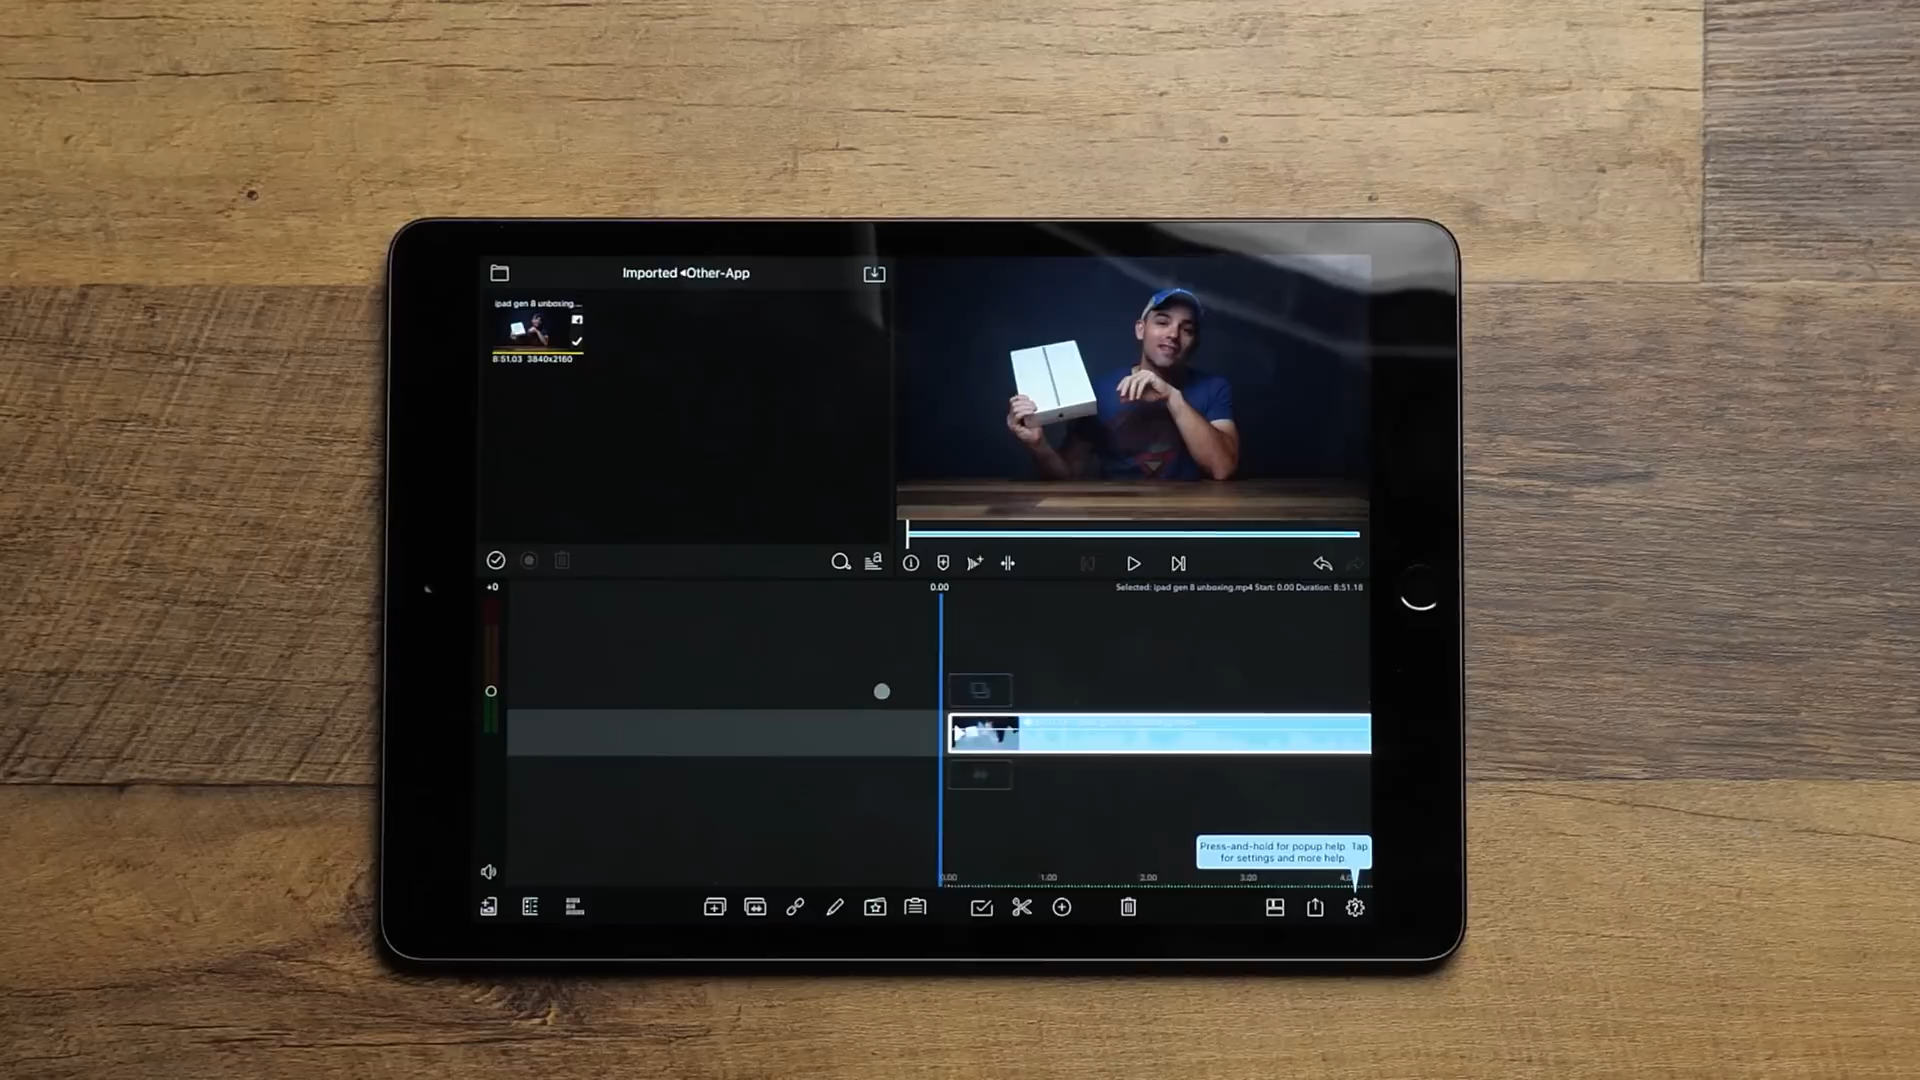 Imported ◂Other-App
ipad gen 8 unboxing....
8:51.03 3840x2160
+0
0.00
Selected: ipad gen 8 unboxing.mp4 Start: 0.00 Duration: 8:51.18
Press-and-hold for popup help. Tap
for settings and more help.
0.00 1.00 2.00 3.00